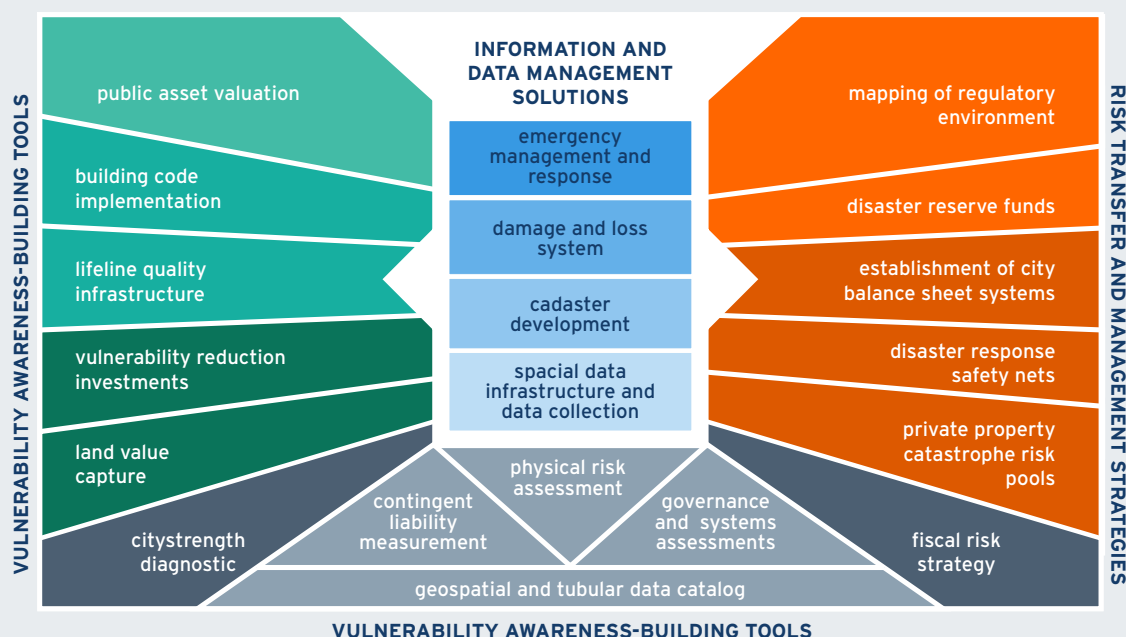 INFORMATION AND
DATA MANAGEMENT
SOLUTIONS
VULNERABILITY AWARENESS-BUILDING TOOLS
public asset valuation
building code
implementation
lifeline quality
infrastructure
vulnerability reduction
investments
land value
capture
citystrength
diagnostic
emergency
management and
response
damage and loss
system
cadaster
development
spacial data
infrastructure and
data collection
physical risk
assessment
contingent
liability
measurement
governance
and systems
assessments
geospatial and tubular data catalog
mapping of regulatory
environment
disaster reserve funds
establishment of city
balance sheet systems
disaster response
safety nets
private property
catastrophe risk
pools
fiscal risk
strategy
RISK TRANSFER AND MANAGEMENT STRATEGIES
VULNERABILITY AWARENESS-BUILDING TOOLS